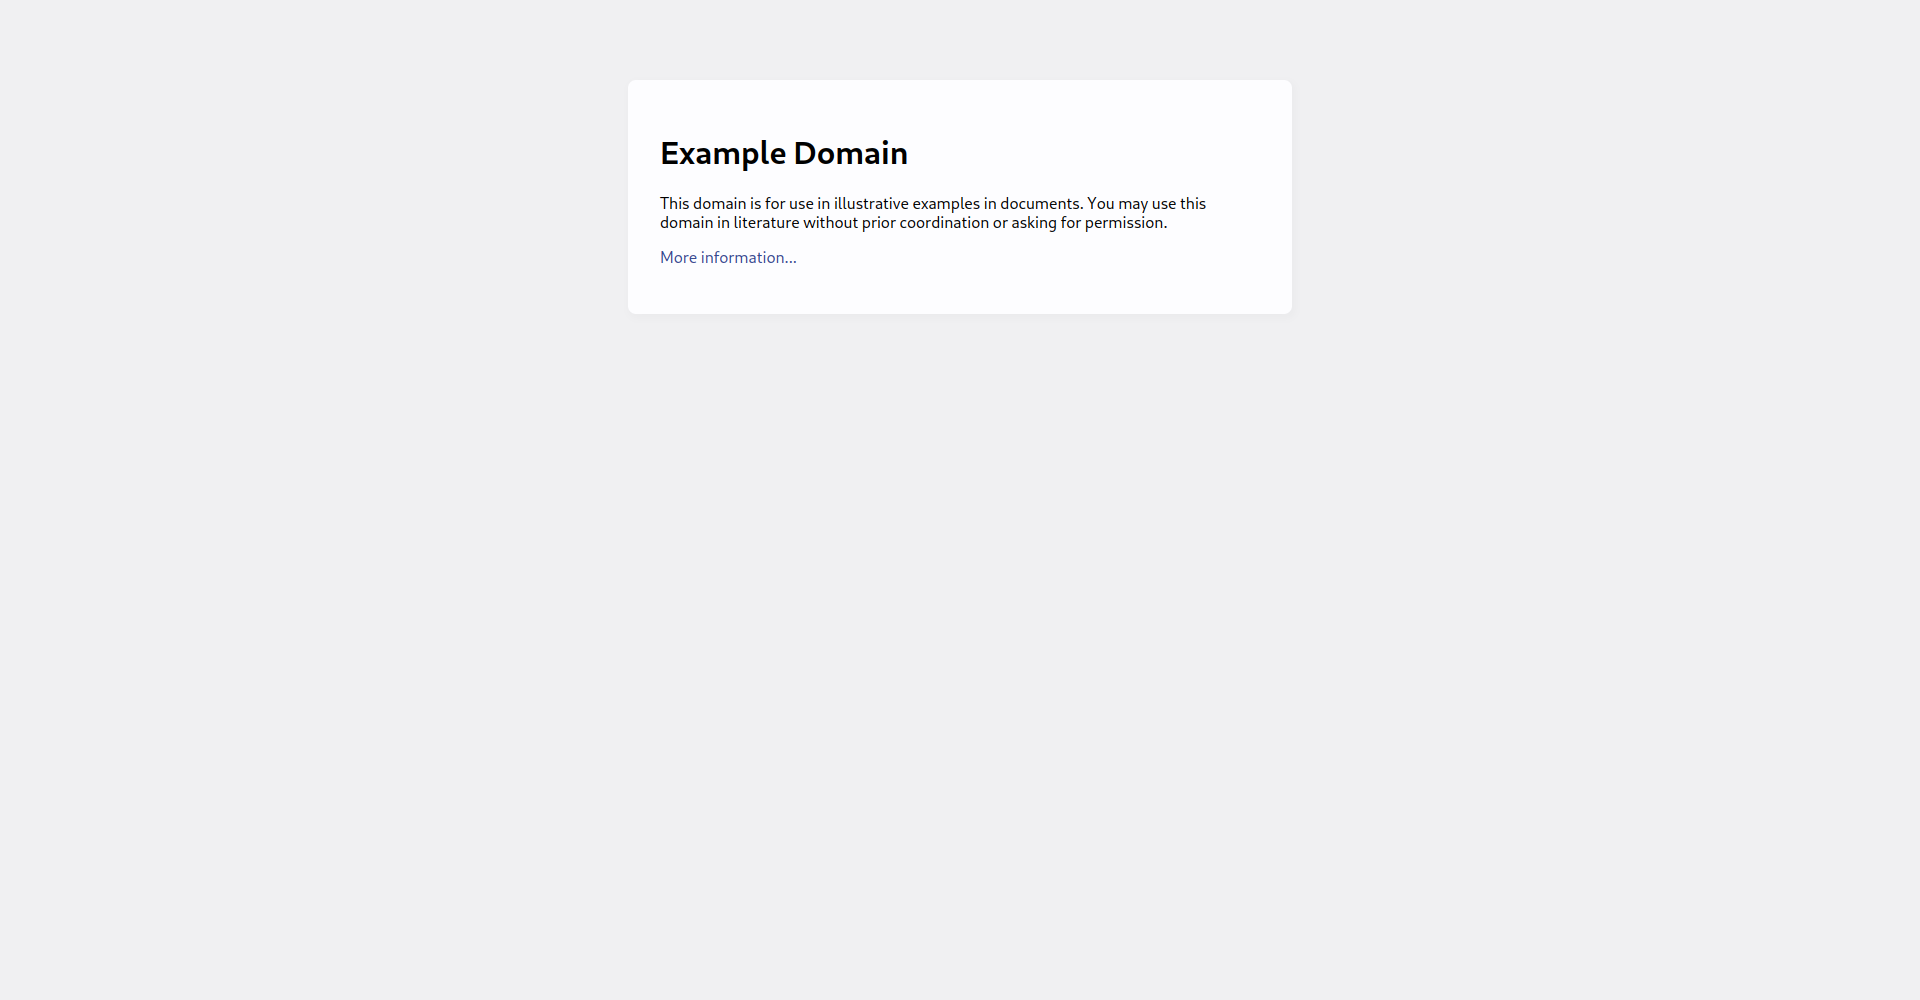 Example Domain
This domain is for use in illustrative examples in documents. You may use this
domain in literature without prior coordination or asking for permission.
More information...